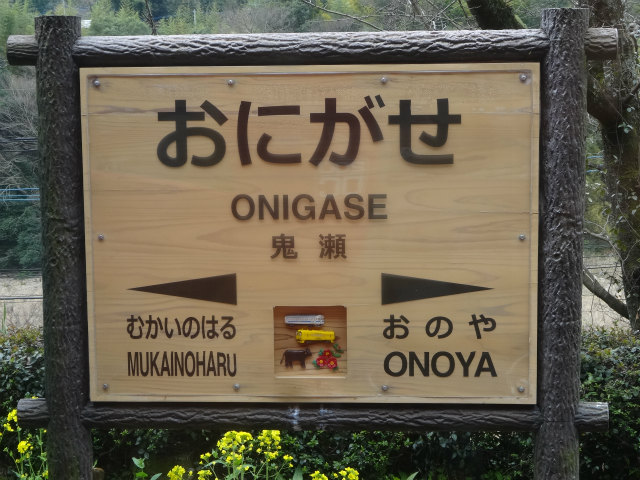 おにがせ
ONIGASE
鬼瀬
むかいのはる
MUKAINOHARU
おのや
ONOYA